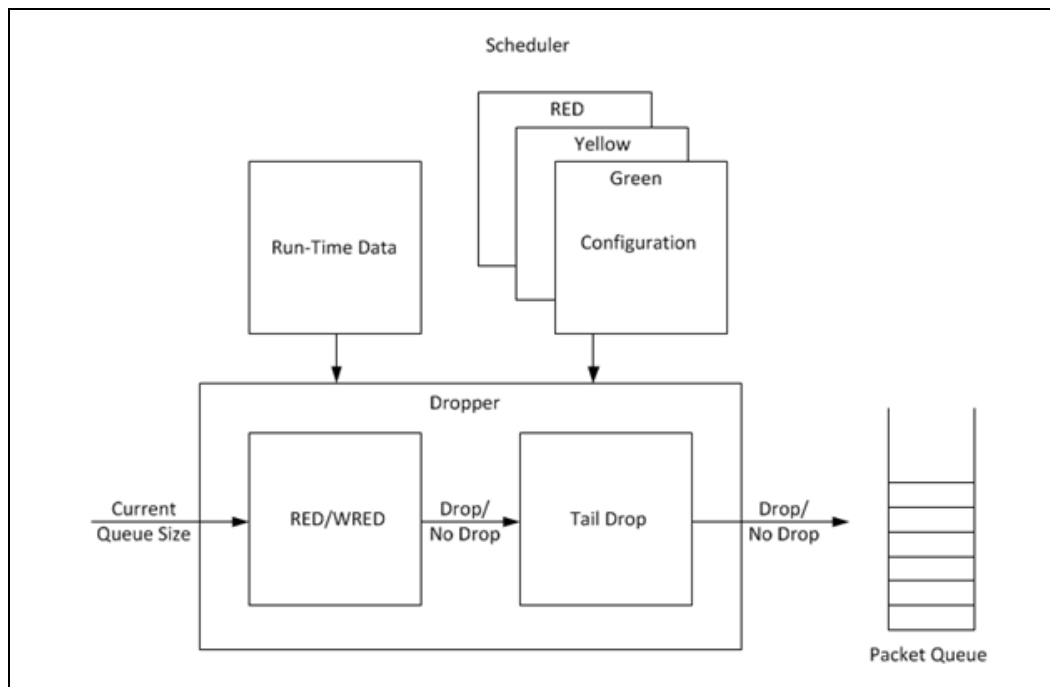 Scheduler
RED
Yellow
Green
Configuration
Run-Time Data
Dropper
Current
Queue Size
RED/WRED
Drop/
No Drop
Tail Drop
Drop/
No Drop
Packet Queue